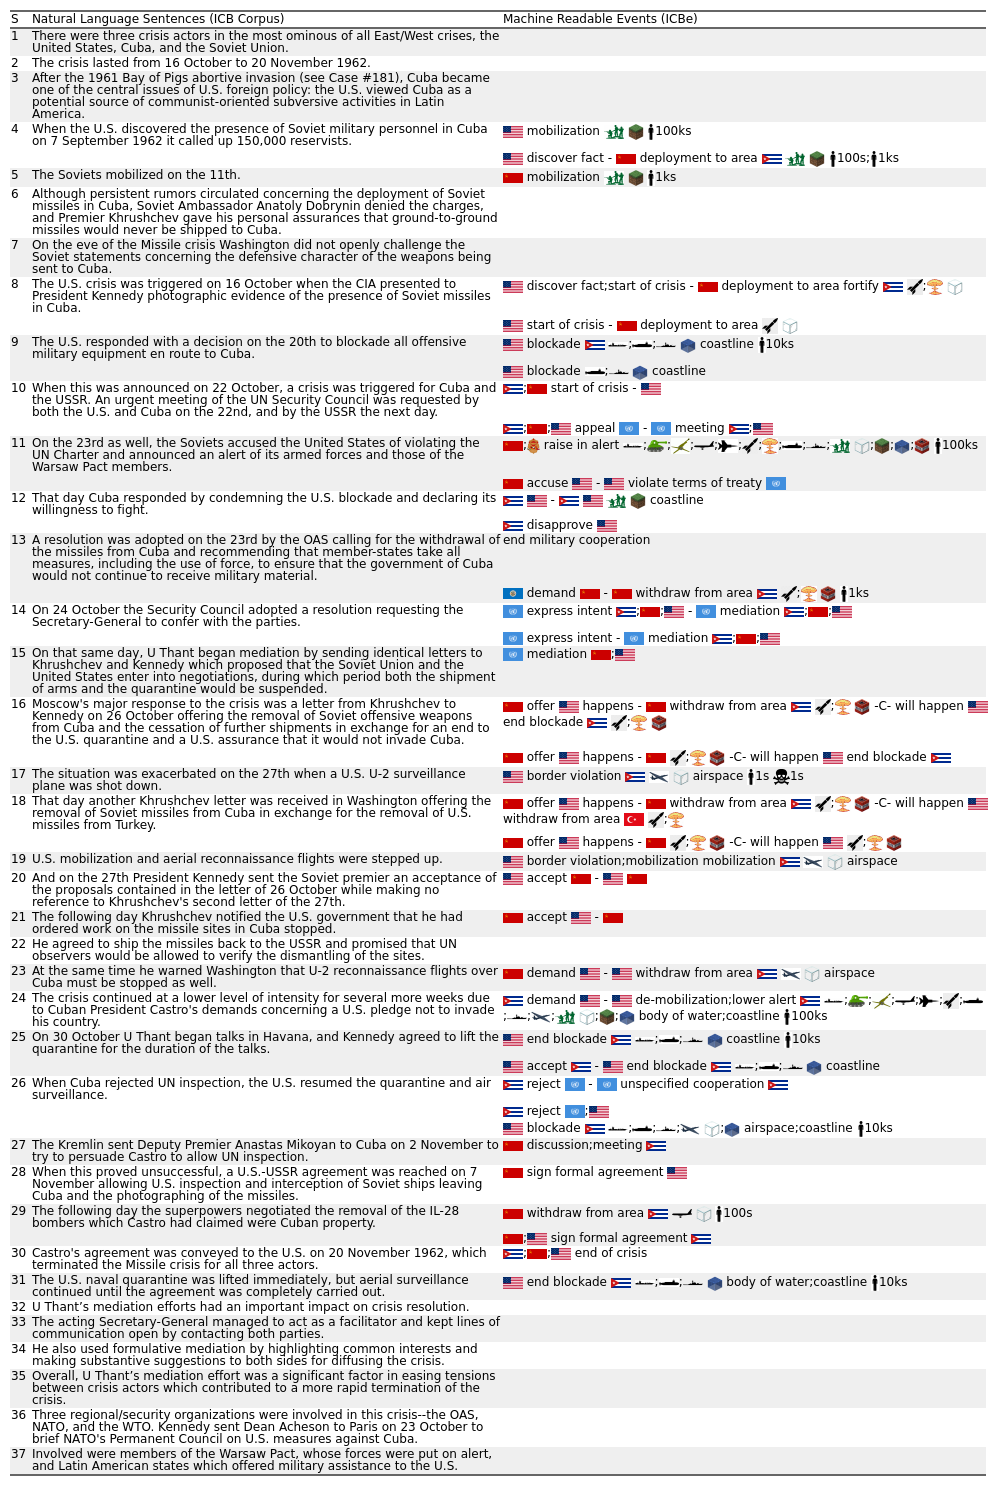 S Natural Language Sentences (ICB Corpus) Machine Readable Events (ICBe)
1 There were three crisis actors in the most ominous of all East/West crises, the
United States, Cuba, and the Soviet Union.
2 The crisis lasted from 16 October to 20 November 1962.
3 After the 1961 Bay of Pigs abortive invasion (see Case #181), Cuba became
one of the central issues of U.S. foreign policy: the U.S. viewed Cuba as a
potential source of communist-oriented subversive activities in Latin
America.
4 When the U.S. discovered the presence of Soviet military personnel in Cuba
on 7 September 1962 it called up 150,000 reservists.
mobilization 100ks
discover fact - deployment to area 100s; 1ks
5 The Soviets mobilized on the 11th.
mobilization 1ks
6 Although persistent rumors circulated concerning the deployment of Soviet
missiles in Cuba, Soviet Ambassador Anatoly Dobrynin denied the charges,
and Premier Khrushchev gave his personal assurances that ground-to-ground
missiles would never be shipped to Cuba.
7 On the eve of the Missile crisis Washington did not openly challenge the
Soviet statements concerning the defensive character of the weapons being
sent to Cuba.
8 The U.S. crisis was triggered on 16 October when the CIA presented to
President Kennedy photographic evidence of the presence of Soviet missiles
in Cuba.
discover fact;start of crisis - deployment to area fortify ;
start of crisis - deployment to area
9 The U.S. responded with a decision on the 20th to blockade all offensive
military equipment en route to Cuba.
blockade ; ; coastline 10ks
blockade ; coastline
10 When this was announced on 22 October, a crisis was triggered for Cuba and
the USSR. An urgent meeting of the UN Security Council was requested by
both the U.S. and Cuba on the 22nd, and by the USSR the next day.
; start of crisis -
; ; appeal - meeting ;
11 On the 23rd as well, the Soviets accused the United States of violating the
UN Charter and announced an alert of its armed forces and those of the
Warsaw Pact members.
; raise in alert ; ; ; ; ; ; ; ; ; ; ; ; 100ks
accuse - violate terms of treaty
12 That day Cuba responded by condemning the U.S. blockade and declaring its
willingness to fight.
- coastline
disapprove
13 A resolution was adopted on the 23rd by the OAS calling for the withdrawal of
the missiles from Cuba and recommending that member-states take all
measures, including the use of force, to ensure that the government of Cuba
would not continue to receive military material.
end military cooperation
demand - withdraw from area ; 1ks
14 On 24 October the Security Council adopted a resolution requesting the
Secretary-General to confer with the parties.
express intent ; ; - mediation ; ;
express intent - mediation ; ;
15 On that same day, U Thant began mediation by sending identical letters to
Khrushchev and Kennedy which proposed that the Soviet Union and the
United States enter into negotiations, during which period both the shipment
of arms and the quarantine would be suspended.
mediation ;
16 Moscow's major response to the crisis was a letter from Khrushchev to
Kennedy on 26 October offering the removal of Soviet offensive weapons
from Cuba and the cessation of further shipments in exchange for an end to
the U.S. quarantine and a U.S. assurance that it would not invade Cuba.
offer happens - withdraw from area ; -C- will happen
end blockade ;
offer happens - ; -C- will happen end blockade
17 The situation was exacerbated on the 27th when a U.S. U-2 surveillance
plane was shot down.
border violation airspace 1s 1s
18 That day another Khrushchev letter was received in Washington offering the
removal of Soviet missiles from Cuba in exchange for the removal of U.S.
missiles from Turkey.
offer happens - withdraw from area ; -C- will happen
withdraw from area ;
offer happens - ; -C- will happen ;
19 U.S. mobilization and aerial reconnaissance flights were stepped up.
border violation;mobilization mobilization airspace
20 And on the 27th President Kennedy sent the Soviet premier an acceptance of
the proposals contained in the letter of 26 October while making no
reference to Khrushchev's second letter of the 27th.
accept -
21 The following day Khrushchev notified the U.S. government that he had
ordered work on the missile sites in Cuba stopped.
accept -
22 He agreed to ship the missiles back to the USSR and promised that UN
observers would be allowed to verify the dismantling of the sites.
23 At the same time he warned Washington that U-2 reconnaissance flights over
Cuba must be stopped as well.
demand - withdraw from area airspace
24 The crisis continued at a lower level of intensity for several more weeks due
to Cuban President Castro's demands concerning a U.S. pledge not to invade
his country.
demand - de-mobilization;lower alert ; ; ; ; ; ;
; ; ; ; ; body of water;coastline 100ks
25 On 30 October U Thant began talks in Havana, and Kennedy agreed to lift the
quarantine for the duration of the talks.
end blockade ; ; coastline 10ks
accept - end blockade ; ; coastline
26 When Cuba rejected UN inspection, the U.S. resumed the quarantine and air
surveillance.
reject - unspecified cooperation
reject ;
blockade ; ; ; ; airspace;coastline 10ks
27 The Kremlin sent Deputy Premier Anastas Mikoyan to Cuba on 2 November to
try to persuade Castro to allow UN inspection.
discussion;meeting
28 When this proved unsuccessful, a U.S.-USSR agreement was reached on 7
November allowing U.S. inspection and interception of Soviet ships leaving
Cuba and the photographing of the missiles.
sign formal agreement
29 The following day the superpowers negotiated the removal of the IL-28
bombers which Castro had claimed were Cuban property.
withdraw from area 100s
; sign formal agreement
30 Castro's agreement was conveyed to the U.S. on 20 November 1962, which
terminated the Missile crisis for all three actors.
; ; end of crisis
31 The U.S. naval quarantine was lifted immediately, but aerial surveillance
continued until the agreement was completely carried out.
end blockade ; ; body of water;coastline 10ks
32 U Thant’s mediation efforts had an important impact on crisis resolution.
33 The acting Secretary-General managed to act as a facilitator and kept lines of
communication open by contacting both parties.
34 He also used formulative mediation by highlighting common interests and
making substantive suggestions to both sides for diffusing the crisis.
35 Overall, U Thant’s mediation effort was a significant factor in easing tensions
between crisis actors which contributed to a more rapid termination of the
crisis.
36 Three regional/security organizations were involved in this crisis--the OAS,
NATO, and the WTO. Kennedy sent Dean Acheson to Paris on 23 October to
brief NATO's Permanent Council on U.S. measures against Cuba.
37 Involved were members of the Warsaw Pact, whose forces were put on alert,
and Latin American states which offered military assistance to the U.S.